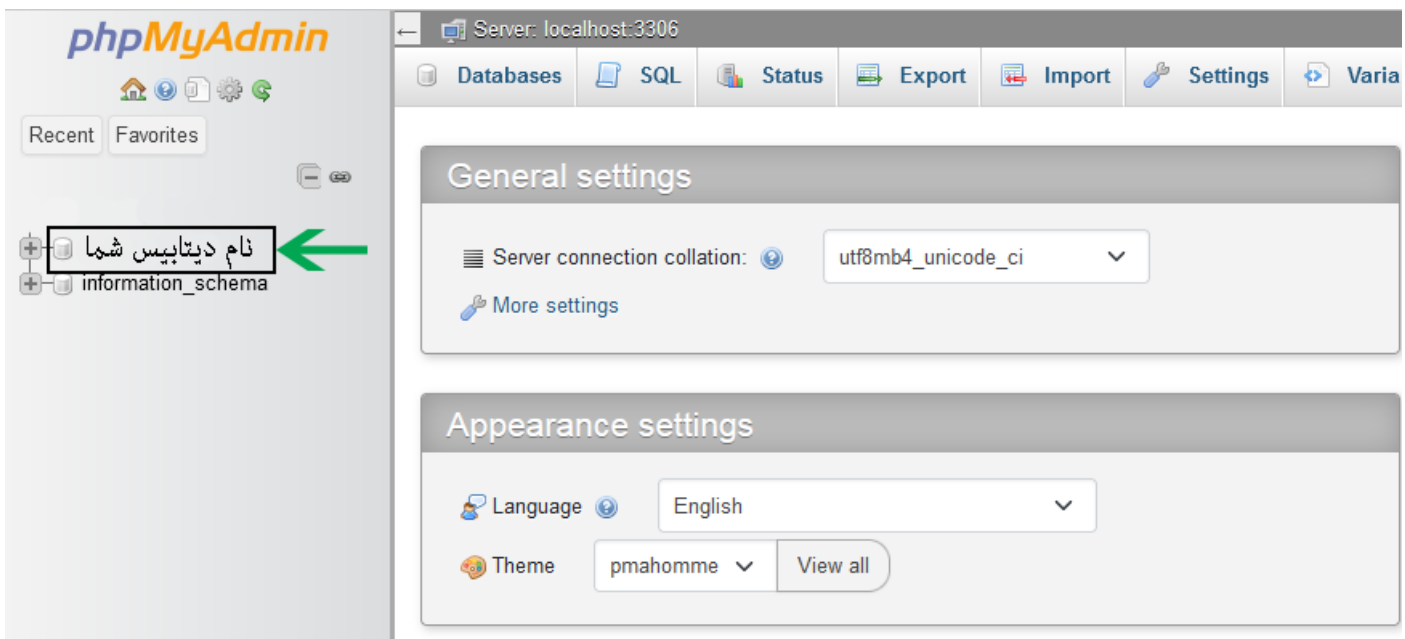 phpMyAdmin
Recent Favorites
نام دیتابیس شما
information_schema
Server: localhost:3306
Databases SQL Status Export Import Settings Varia
General settings
Server connection collation: utf8mb4_unicode_ci
More settings
Appearance settings
Language English
Theme pmahomme View all